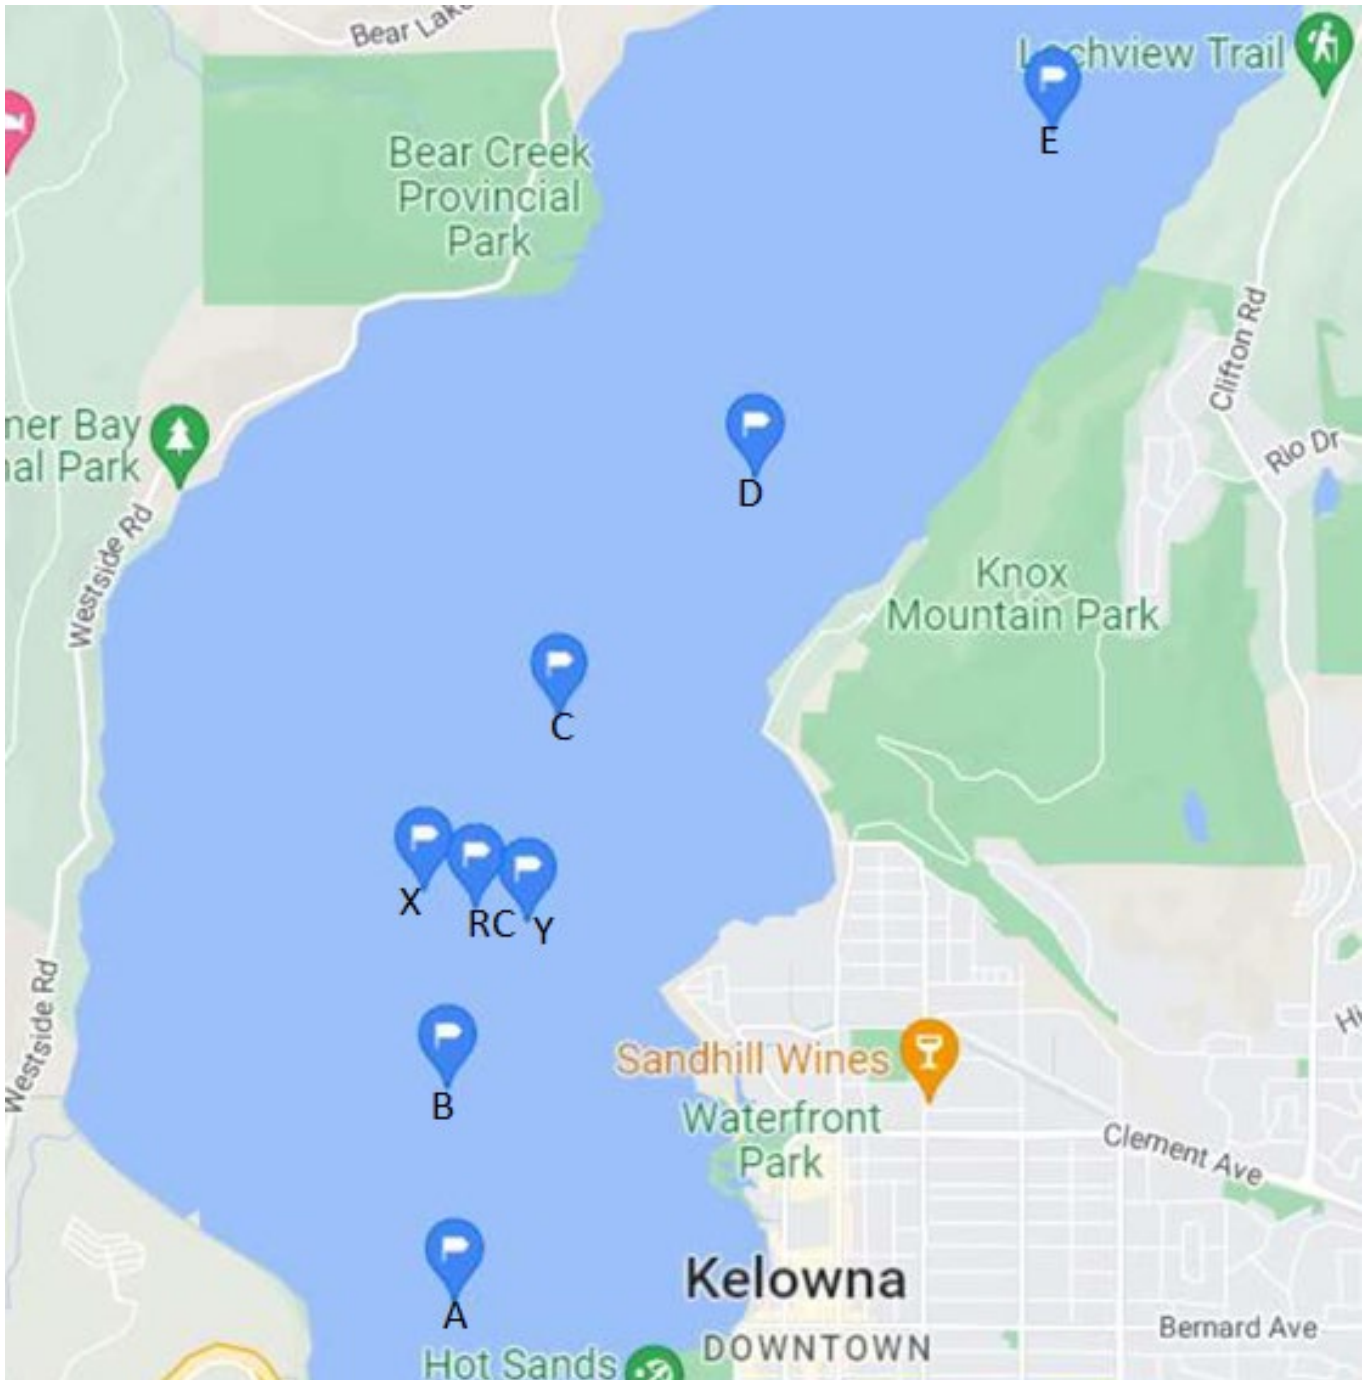 Bear Lake
Lochview Trail
E
Bear Creek
Provincial
Park
Clifton Rd
mer Bay
nal Park
Rio Dr
D
Westside Rd
Knox
Mountain Park
C
X
RC
Y
Westside Rd
Sandhill Wines
B
Waterfront
Park
Clement Ave
Kelowna
A
Bernard Ave
DOWNTOWN
Hot Sands